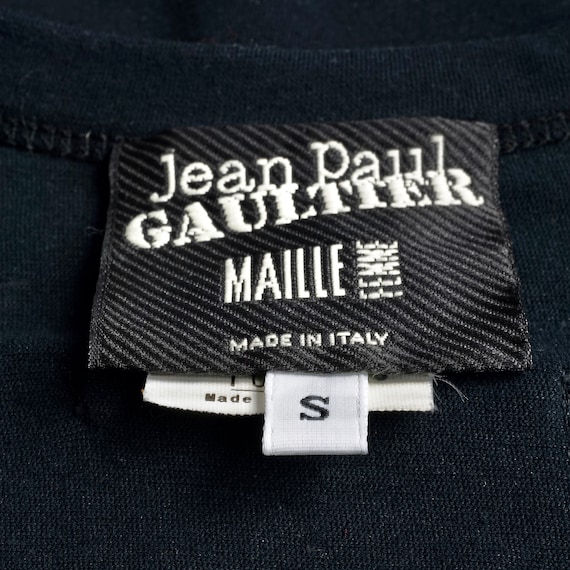 Jean Paul
GAULTIER
MAILLE FEMME
MADE IN ITALY
Made
S